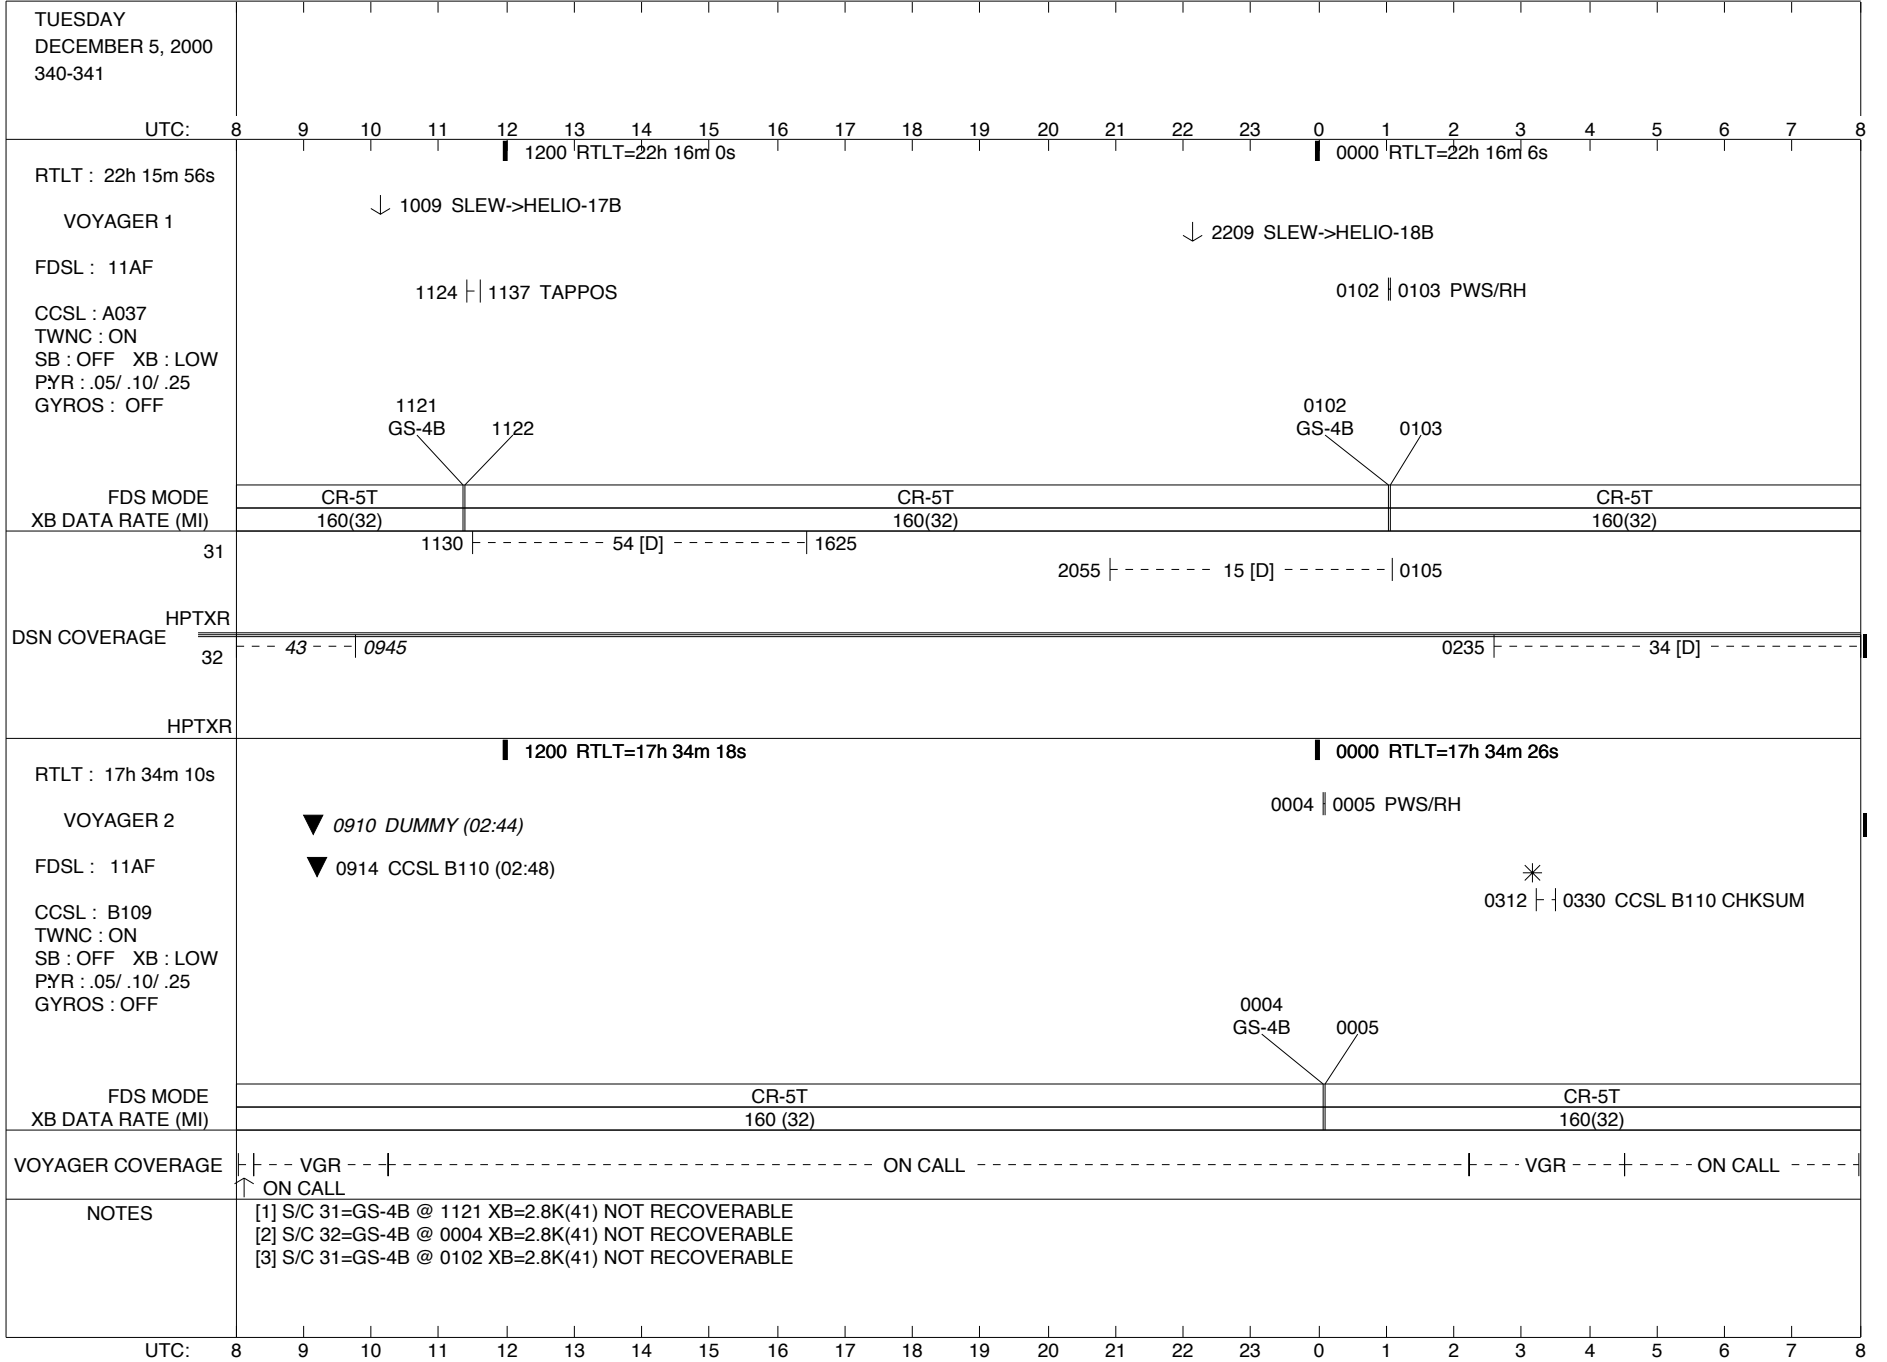 TUESDAY
DECEMBER 5, 2000
340-341
UTC: 8 9 10 11 12 13 14 15 16 17 18 19 20 21 22 23 0 1 2 3 4 5 6 7 8
1200 RTLT=22h 16m 0s 0000 RTLT=22h 16m 6s
RTLT : 22h 15m 56s
1009 SLEW->HELIO-17B
VOYAGER 1
2209 SLEW->HELIO-18B
FDSL : 11AF
1124 1137 TAPPOS 0102 0103 PWS/RH
CCSL : A037
TWNC : ON
SB : OFF XB : LOW
P:YR : .05/ .10/ .25
GYROS : OFF
1121 0102
GS-4B 1122 GS-4B 0103
FDS MODE CR-5T CR-5T CR-5T
XB DATA RATE (MI) 160(32) 160(32) 160(32)
31 1130 54 [D] 1625
2055 15 [D] 0105
HPTXR
DSN COVERAGE
32 43 0945 0235 34 [D]
HPTXR
1200 RTLT=17h 34m 18s 0000 RTLT=17h 34m 26s
RTLT : 17h 34m 10s
0004 0005 PWS/RH
VOYAGER 2
0910 DUMMY (02:44)
FDSL : 11AF
0914 CCSL B110 (02:48)
0312 0330 CCSL B110 CHKSUM
CCSL : B109
TWNC : ON
SB : OFF XB : LOW
P:YR : .05/ .10/ .25
GYROS : OFF
0004
GS-4B 0005
FDS MODE CR-5T CR-5T
XB DATA RATE (MI) 160 (32) 160(32)
VOYAGER COVERAGE VGR ON CALL VGR ON CALL
ON CALL
NOTES
[1] S/C 31=GS-4B @ 1121 XB=2.8K(41) NOT RECOVERABLE
[2] S/C 32=GS-4B @ 0004 XB=2.8K(41) NOT RECOVERABLE
[3] S/C 31=GS-4B @ 0102 XB=2.8K(41) NOT RECOVERABLE
UTC: 8 9 10 11 12 13 14 15 16 17 18 19 20 21 22 23 0 1 2 3 4 5 6 7 8